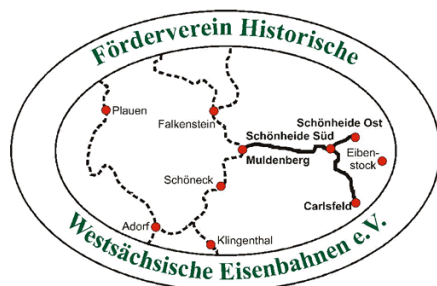 Förderverein Historische
Plauen
Falkenstein
Schönheide Ost
Schönheide Süd
Eiben-
stock
Muldenberg
Schöneck
Carlsfeld
Adorf
Klingenthal
Westsächsische Eisenbahnen e.V.